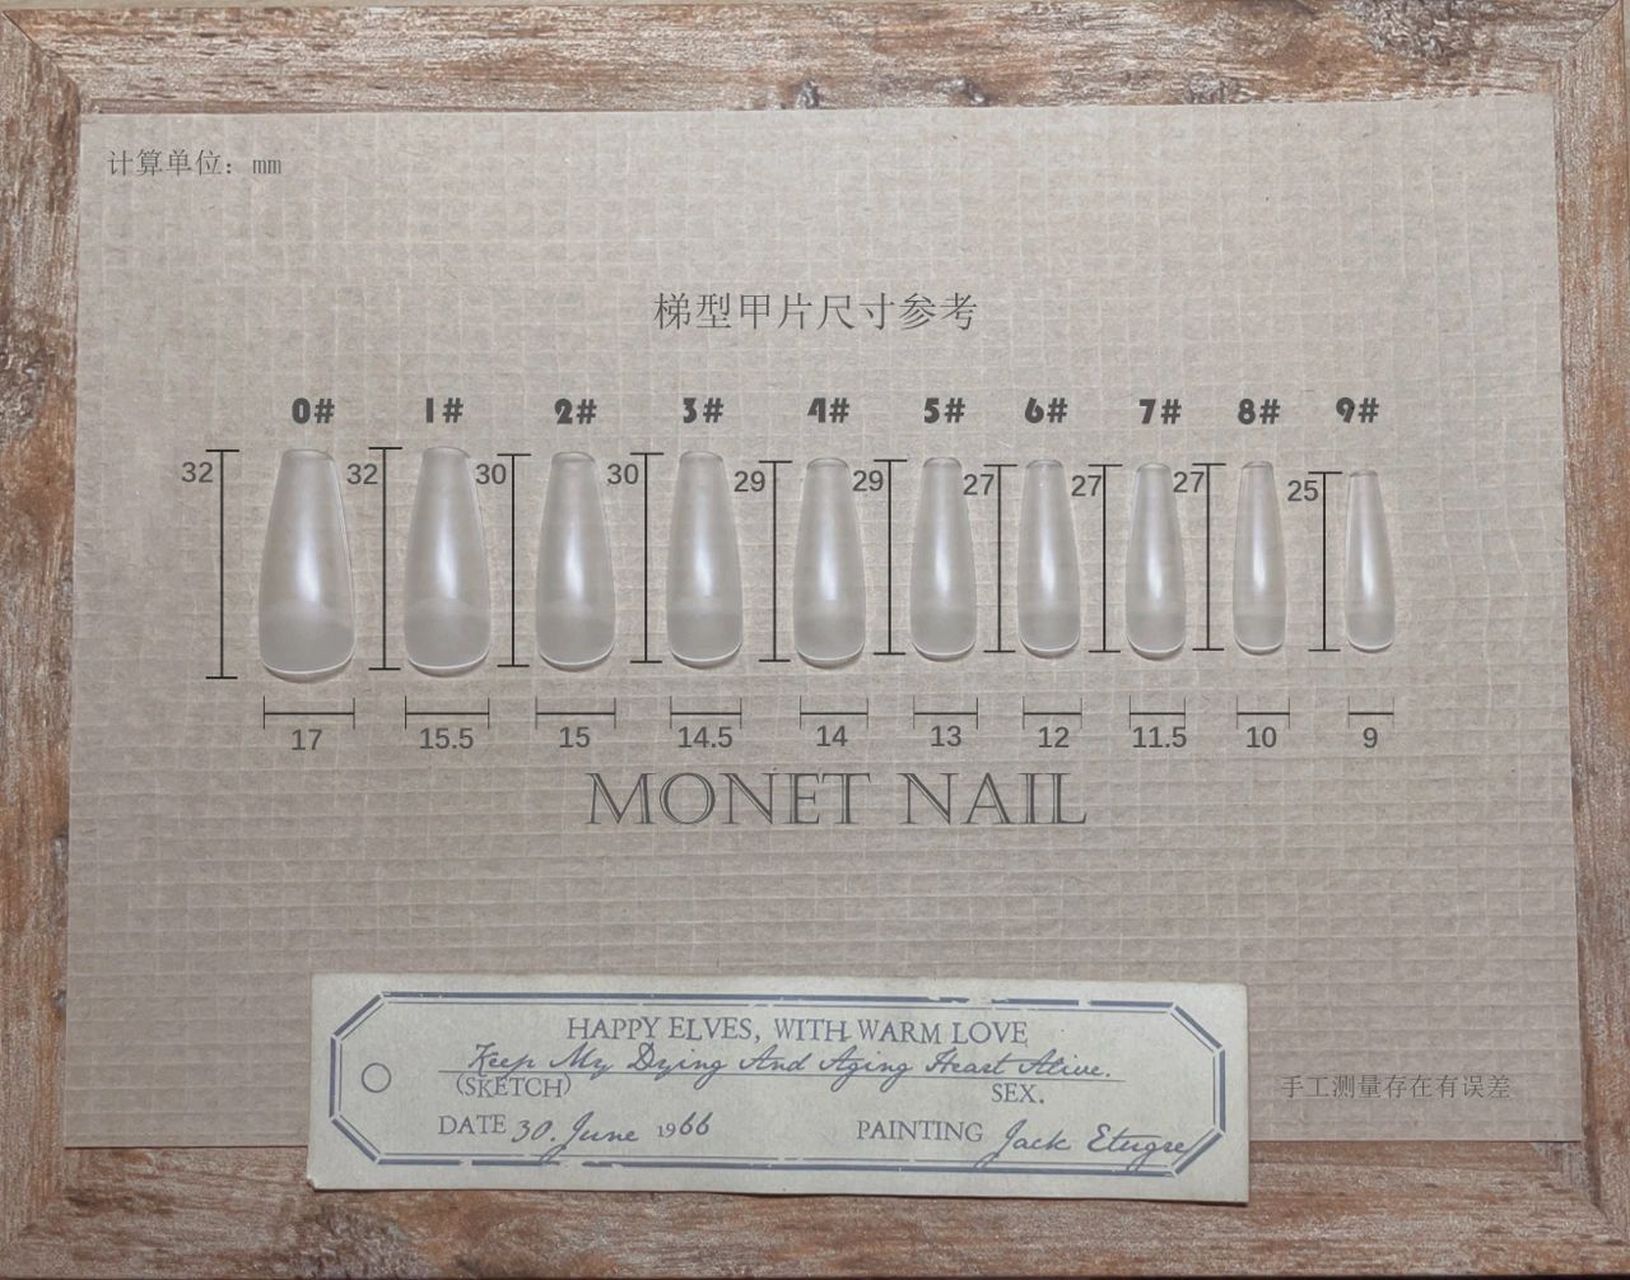 计算单位：mm
梯型甲片尺寸参考
0# 1# 2# 3# 4# 5# 6# 7# 8# 9#
32 32 30 30 29 29 27 27 27 25
17 15.5 15 14.5 14 13 12 11.5 10 9
MONET NAIL
HAPPY ELVES, WITH WARM LOVE
Keep My Dying And Aging Heart Alive.
(SKETCH) SEX.
DATE 30. June 1966 PAINTING Jack Etugre
手工测量存在有误差